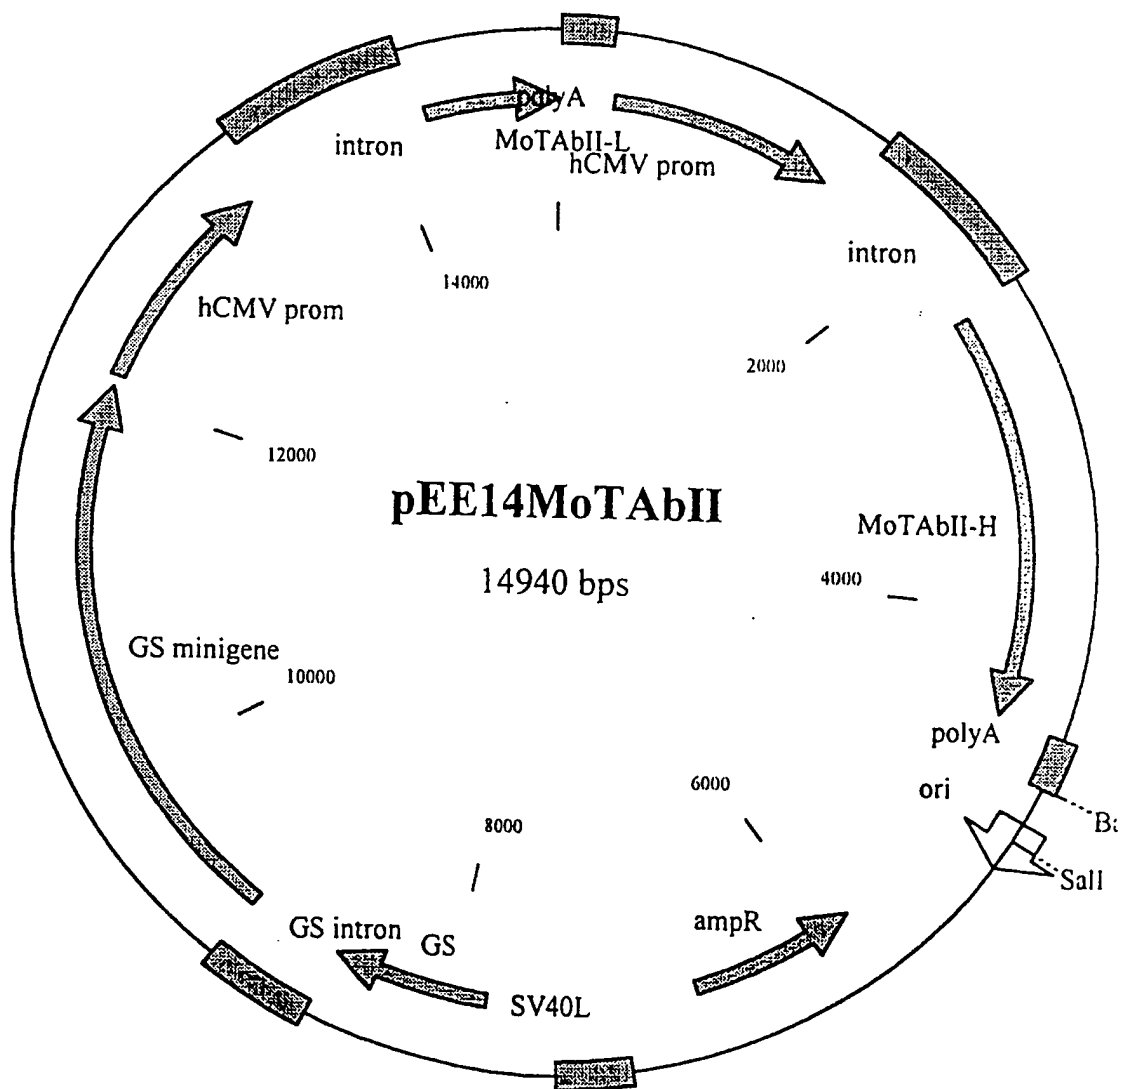 polyA
MoTAbII-L
hCMV prom
intron
intron
14000
hCMV prom
2000
12000
pEE14MoTAbII
14940 bps
MoTAbII-H
4000
GS minigene
10000
polyA
ori
6000
8000
SalI
ampR
GS intron
GS
SV40L